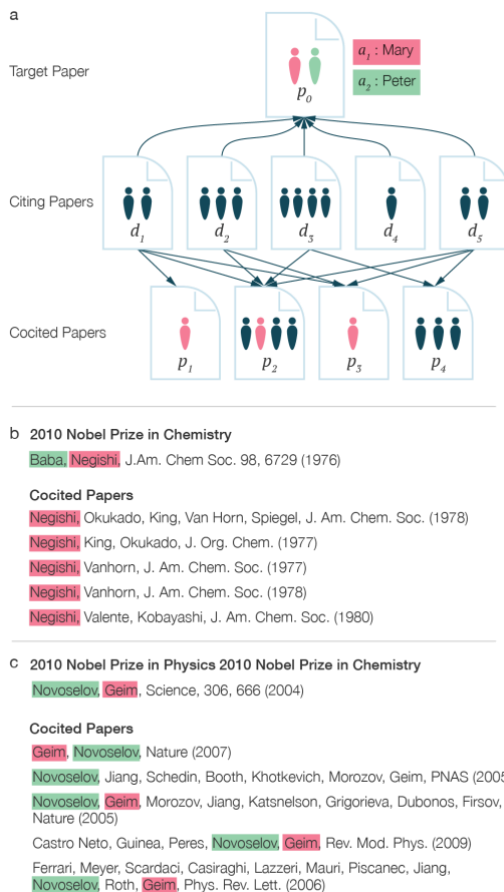 a
Target Paper
p0
a1 : Mary
a2 : Peter
Citing Papers
d1
d2
d3
d4
d5
Cocited Papers
p1
p2
p3
p4
b 2010 Nobel Prize in Chemistry
Baba, Negishi, J.Am. Chem Soc. 98, 6729 (1976)
Cocited Papers
Negishi, Okukado, King, Van Horn, Spiegel, J. Am. Chem. Soc. (1978)
Negishi, King, Okukado, J. Org. Chem. (1977)
Negishi, Vanhorn, J. Am. Chem. Soc. (1977)
Negishi, Vanhorn, J. Am. Chem. Soc. (1978)
Negishi, Valente, Kobayashi, J. Am. Chem. Soc. (1980)
c 2010 Nobel Prize in Physics 2010 Nobel Prize in Chemistry
Novoselov, Geim, Science, 306, 666 (2004)
Cocited Papers
Geim, Novoselov, Nature (2007)
Novoselov, Jiang, Schedin, Booth, Khotkevich, Morozov, Geim, PNAS (2005
Novoselov, Geim, Morozov, Jiang, Katsnelson, Grigorieva, Dubonos, Firsov,
Nature (2005)
Castro Neto, Guinea, Peres, Novoselov, Geim, Rev. Mod. Phys. (2009)
Ferrari, Meyer, Scardaci, Casiraghi, Lazzeri, Mauri, Piscanec, Jiang,
Novoselov, Roth, Geim, Phys. Rev. Lett. (2006)